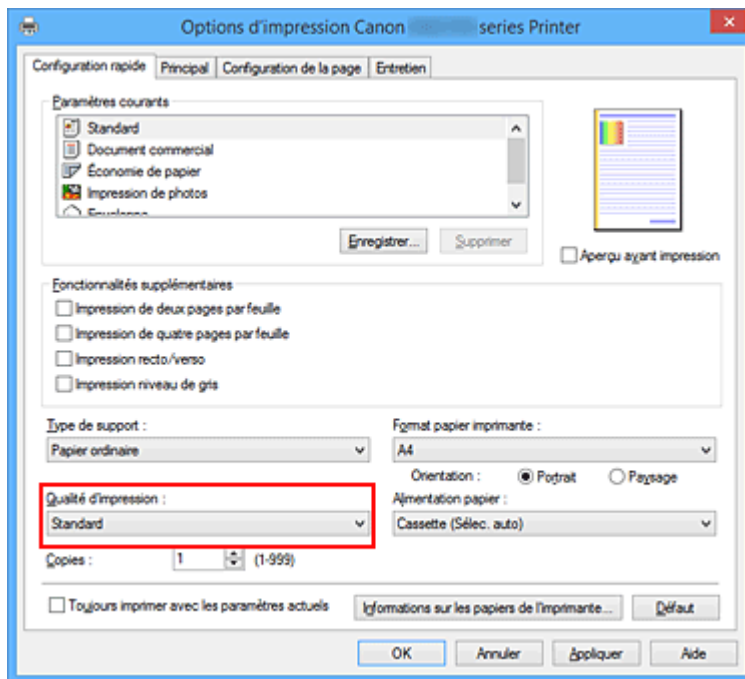 Options d'impression Canon series Printer
Configuration rapide Principal Configuration de la page Entretien
Paramètres courants
Standard
Document commercial
Économie de papier
Impression de photos
Enregistrer... Supprimer
Aperçu avant impression
Fonctionnalités supplémentaires
Impression de deux pages par feuille
Impression de quatre pages par feuille
Impression recto/verso
Impression niveau de gris
Type de support :
Papier ordinaire
Format papier imprimante :
A4
Orientation : Portrait Paysage
Qualité d'impression :
Standard
Alimentation papier :
Cassette (Sélec. auto)
Copies : 1 (1-999)
Toujours imprimer avec les paramètres actuels Informations sur les papiers de l'imprimante... Défaut
OK Annuler Appliquer Aide